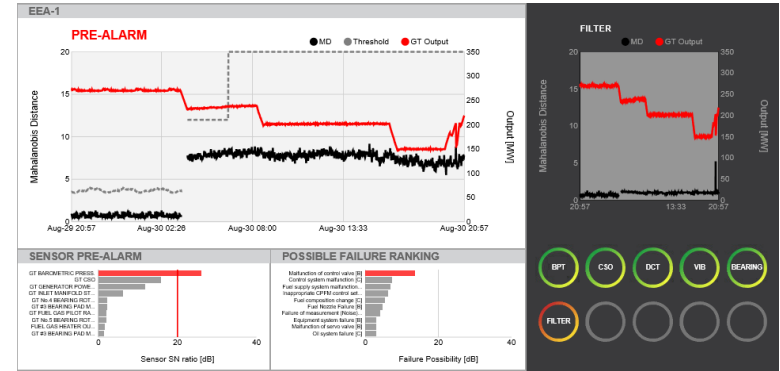 EEA-1
PRE-ALARM
MD Threshold GT Output
20
15
10
5
0
Mahalanobis Distance
350
300
250
200
150
100
50
0
Output [MW]
Aug-29 20:57 Aug-30 02:26 Aug-30 08:00 Aug-30 13:33 Aug-30 20:57
SENSOR PRE-ALARM
GT BAROMETRIC PRESS.
GT CSO
GT GENERATOR POWE...
GT INLET MANIFOLD ST...
GT No.4 BEARING ROT...
GT #3 BEARING PAD M...
GT FUEL GAS PILOT RA...
GT No 5 BEARING ROT...
FUEL GAS HEATER OU...
GT #3 BEARING PAD M...
0 20 40
Sensor SN ratio [dB]
POSSIBLE FAILURE RANKING
Malfunction of control valve [B]
Control system malfunction [C]
Fuel supply system malfunction...
Inappropriate CPFM control set...
Fuel composition change [C]
Fuel Nozzle Failure [B]
Failure of measurement (Noise)...
Equipment system failure [B]
Malfunction of servo valve [B]
Oil system failure [C]
0 20 40
Failure Possibility [dB]
FILTER
MD GT Output
20
15
10
5
Mahalanobis Distance
350
300
250
200
150
100
50
0
Output [MW]
20:57 13:33 20:57
BPT CSO DCT VIB BEARING
FILTER